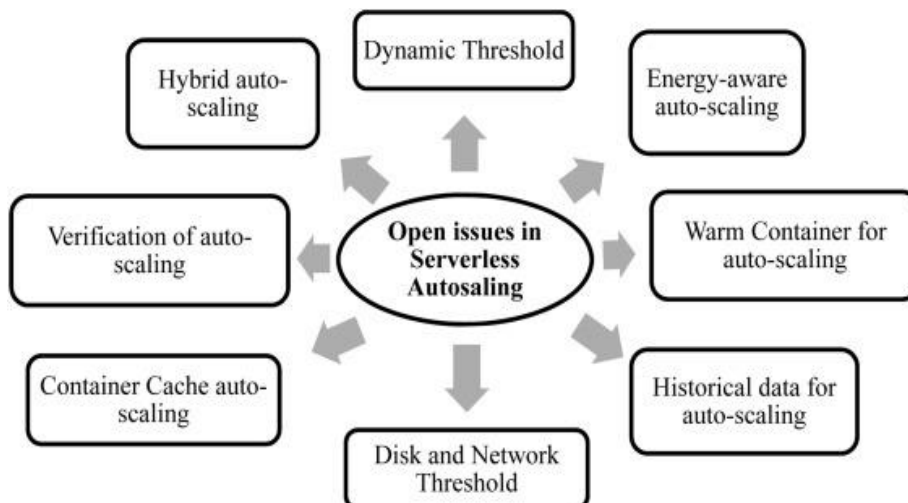 Dynamic Threshold
Hybrid auto-
scaling
Energy-aware
auto-scaling
Verification of auto-
scaling
Open issues in
Serverless
Autosaling
Warm Container for
auto-scaling
Container Cache auto-
scaling
Historical data for
auto-scaling
Disk and Network
Threshold